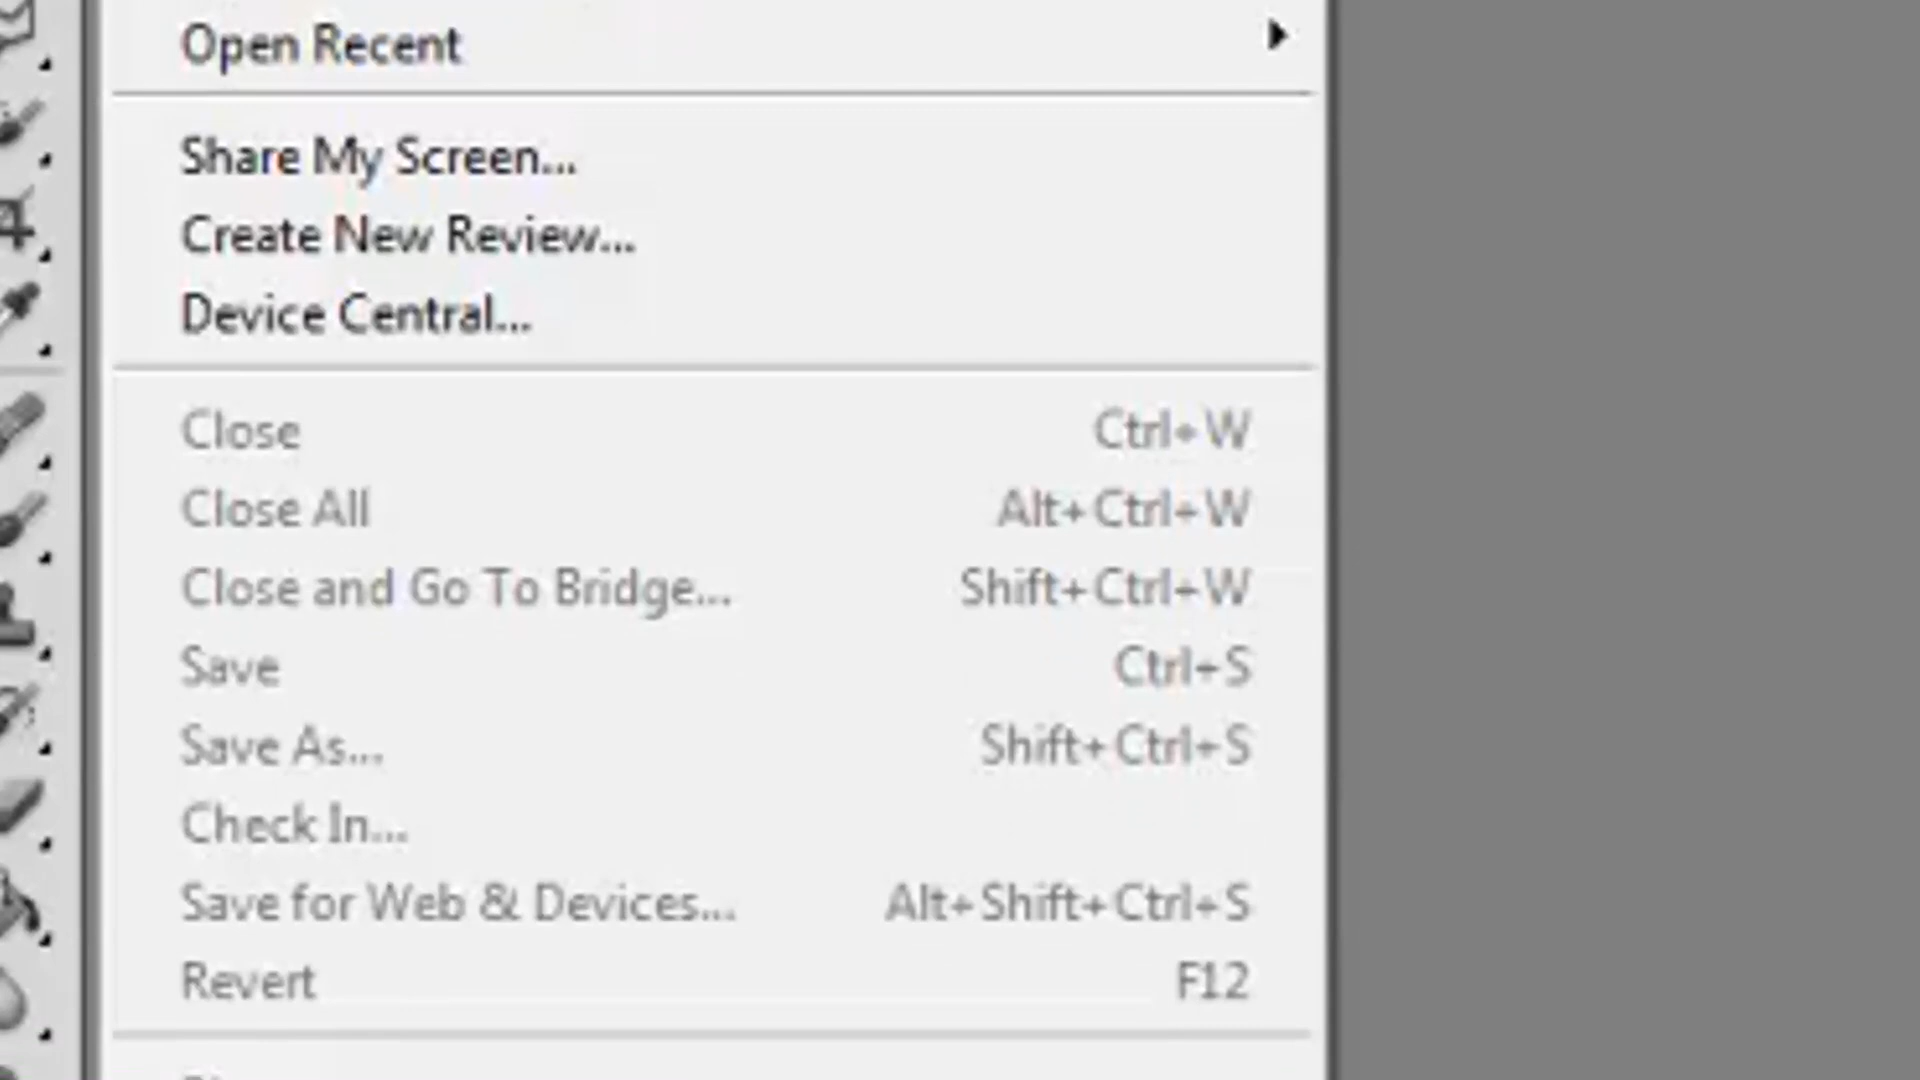 Open Recent
Share My Screen...
Create New Review...
Device Central...
Close Ctrl+W
Close All Alt+Ctrl+W
Close and Go To Bridge... Shift+Ctrl+W
Save Ctrl+S
Save As... Shift+Ctrl+S
Check In...
Save for Web & Devices... Alt+Shift+Ctrl+S
Revert F12